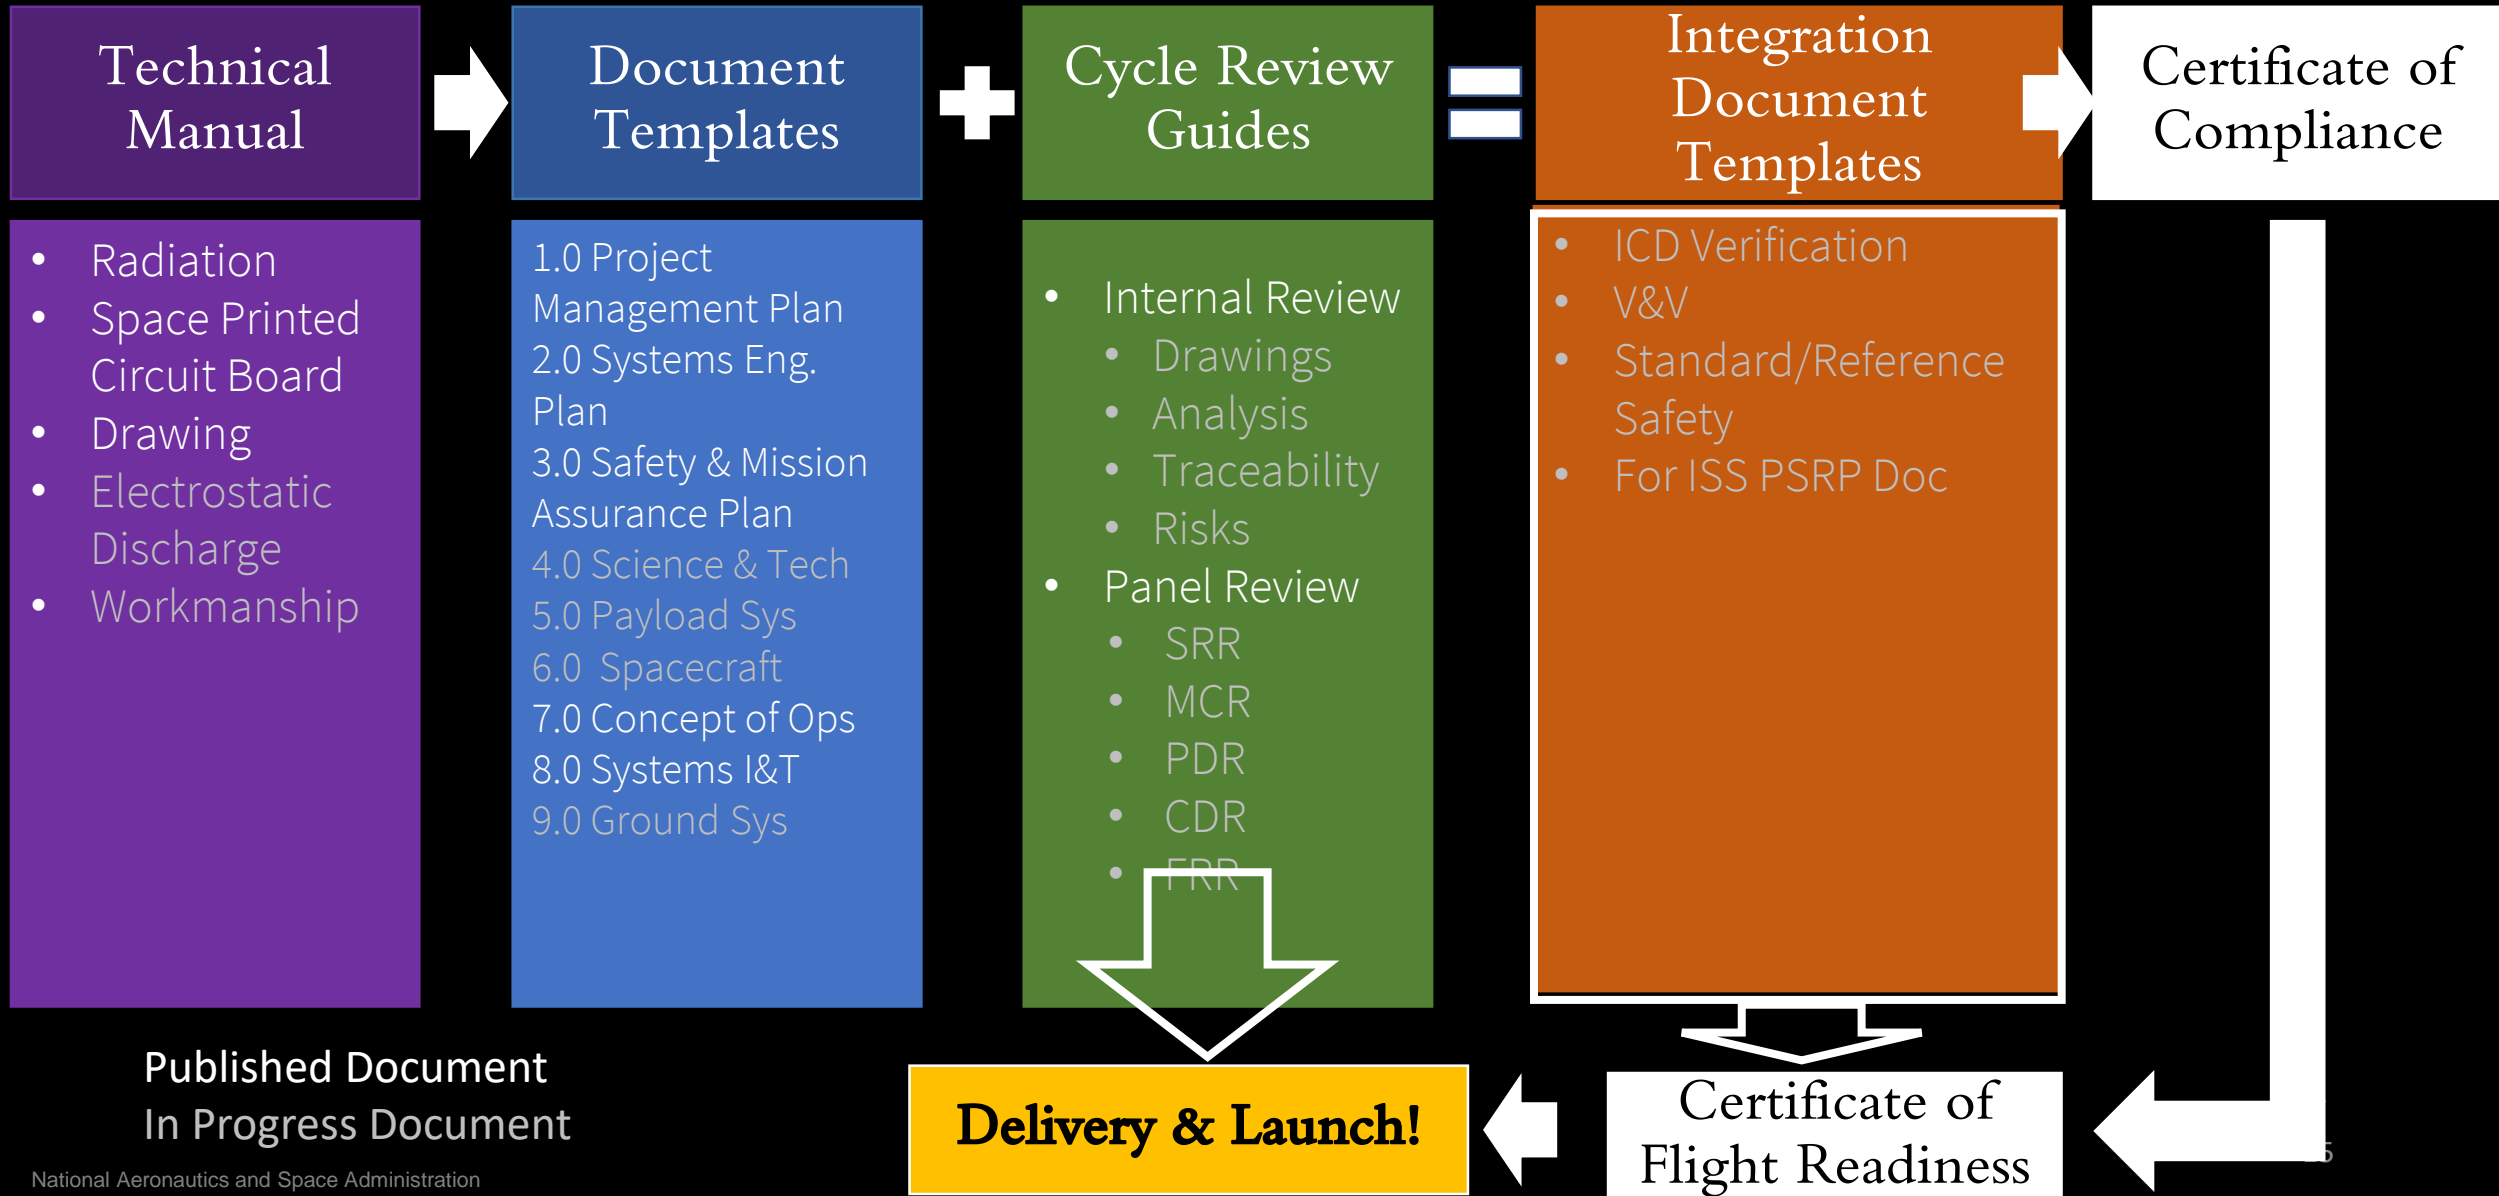 Technical
Manual
Document
Templates
Cycle Review
Guides
Integration
Document
Templates
Certificate of
Compliance
• Radiation
• Space Printed
Circuit Board
• Drawing
• Electrostatic
Discharge
• Workmanship
1.0 Project
Management Plan
2.0 Systems Eng.
Plan
3.0 Safety & Mission
Assurance Plan
4.0 Science & Tech
5.0 Payload Sys
6.0 Spacecraft
7.0 Concept of Ops
8.0 Systems I&T
9.0 Ground Sys
• Internal Review
• Drawings
• Analysis
• Traceability
• Risks
• Panel Review
• SRR
• MCR
• PDR
• CDR
• FRR
• ICD Verification
• V&V
• Standard/Reference
Safety
• For ISS PSRP Doc
Published Document
In Progress Document
Delivery & Launch!
Certificate of
Flight Readiness
National Aeronautics and Space Administration